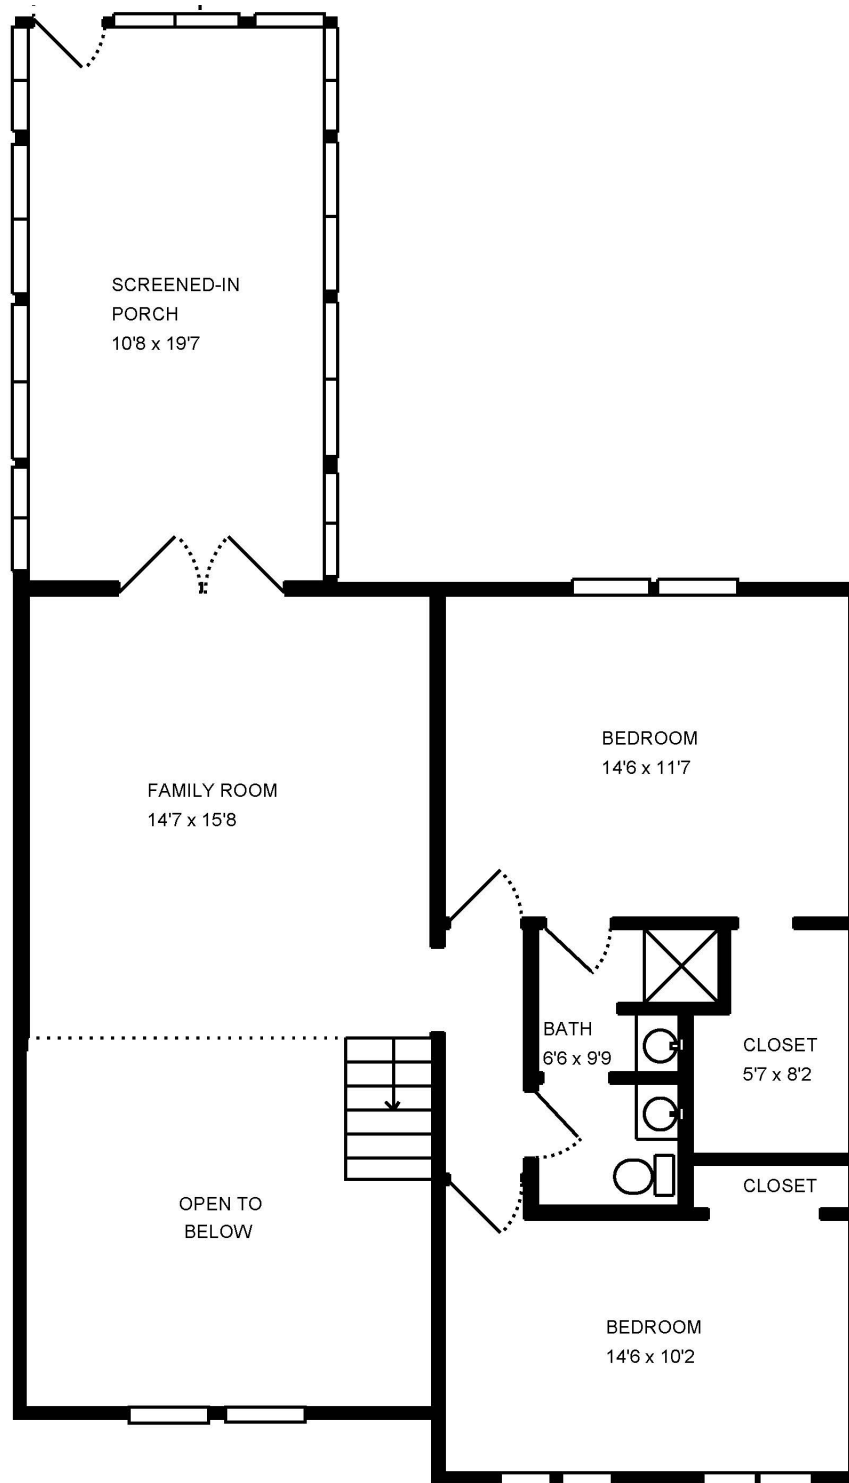 SCREENED-IN
PORCH
10'8 x 19'7
BEDROOM
14'6 x 11'7
FAMILY ROOM
14'7 x 15'8
BATH
6'6 x 9'9
CLOSET
5'7 x 8'2
CLOSET
OPEN TO
BELOW
BEDROOM
14'6 x 10'2